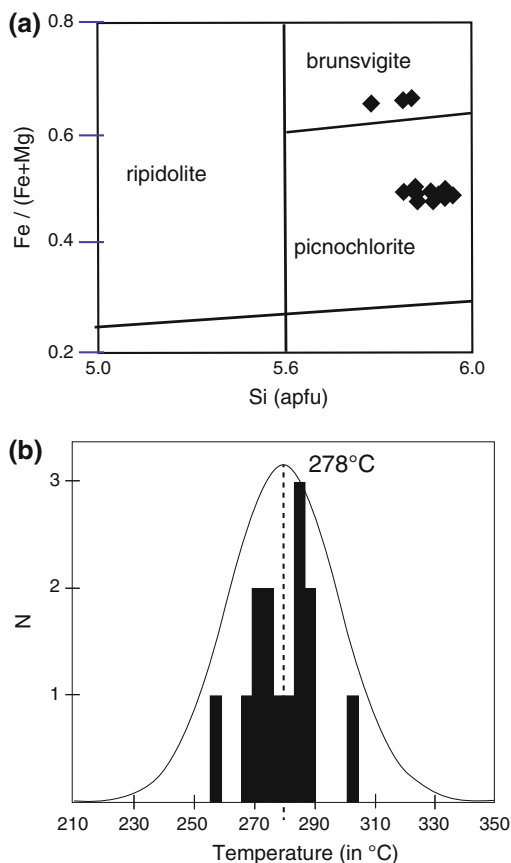 (a)
0.8
brunsvigite
0.6
ripidolite
Fe / (Fe+Mg)
0.4
picnochlorite
0.2
5.0 5.6 6.0
Si (apfu)
(b)
278°C
3
2
N
1
210 230 250 270 290 310 330 350
Temperature (in °C)